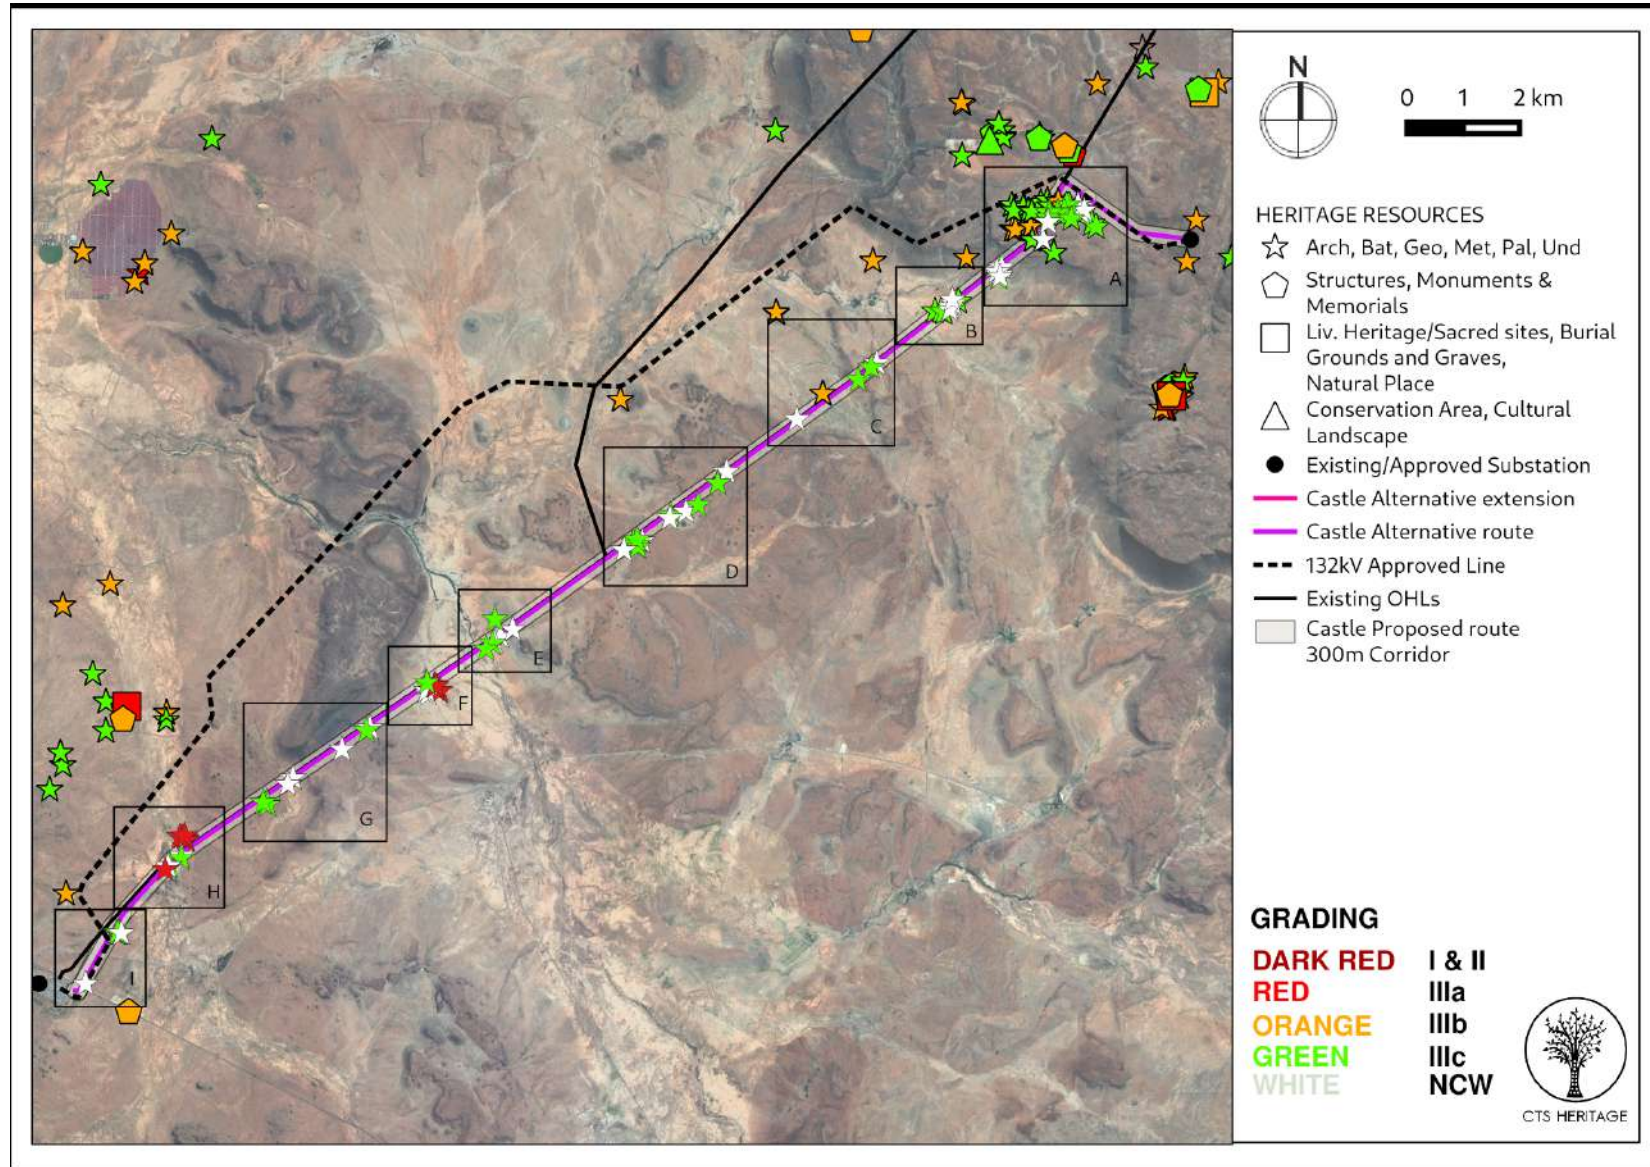 N
0 1 2 km
HERITAGE RESOURCES
Arch, Bat, Geo, Met, Pal, Und
Structures, Monuments &
Memorials
Liv. Heritage/Sacred sites, Burial
Grounds and Graves,
Natural Place
Conservation Area, Cultural
Landscape
Existing/Approved Substation
Castle Alternative extension
Castle Alternative route
132kV Approved Line
Existing OHLs
Castle Proposed route
300m Corridor
A
B
C
D
E
F
G
H
I
GRADING
DARK RED I & II
RED IIIa
ORANGE IIIb
GREEN IIIc
WHITE NCW
CTS HERITAGE